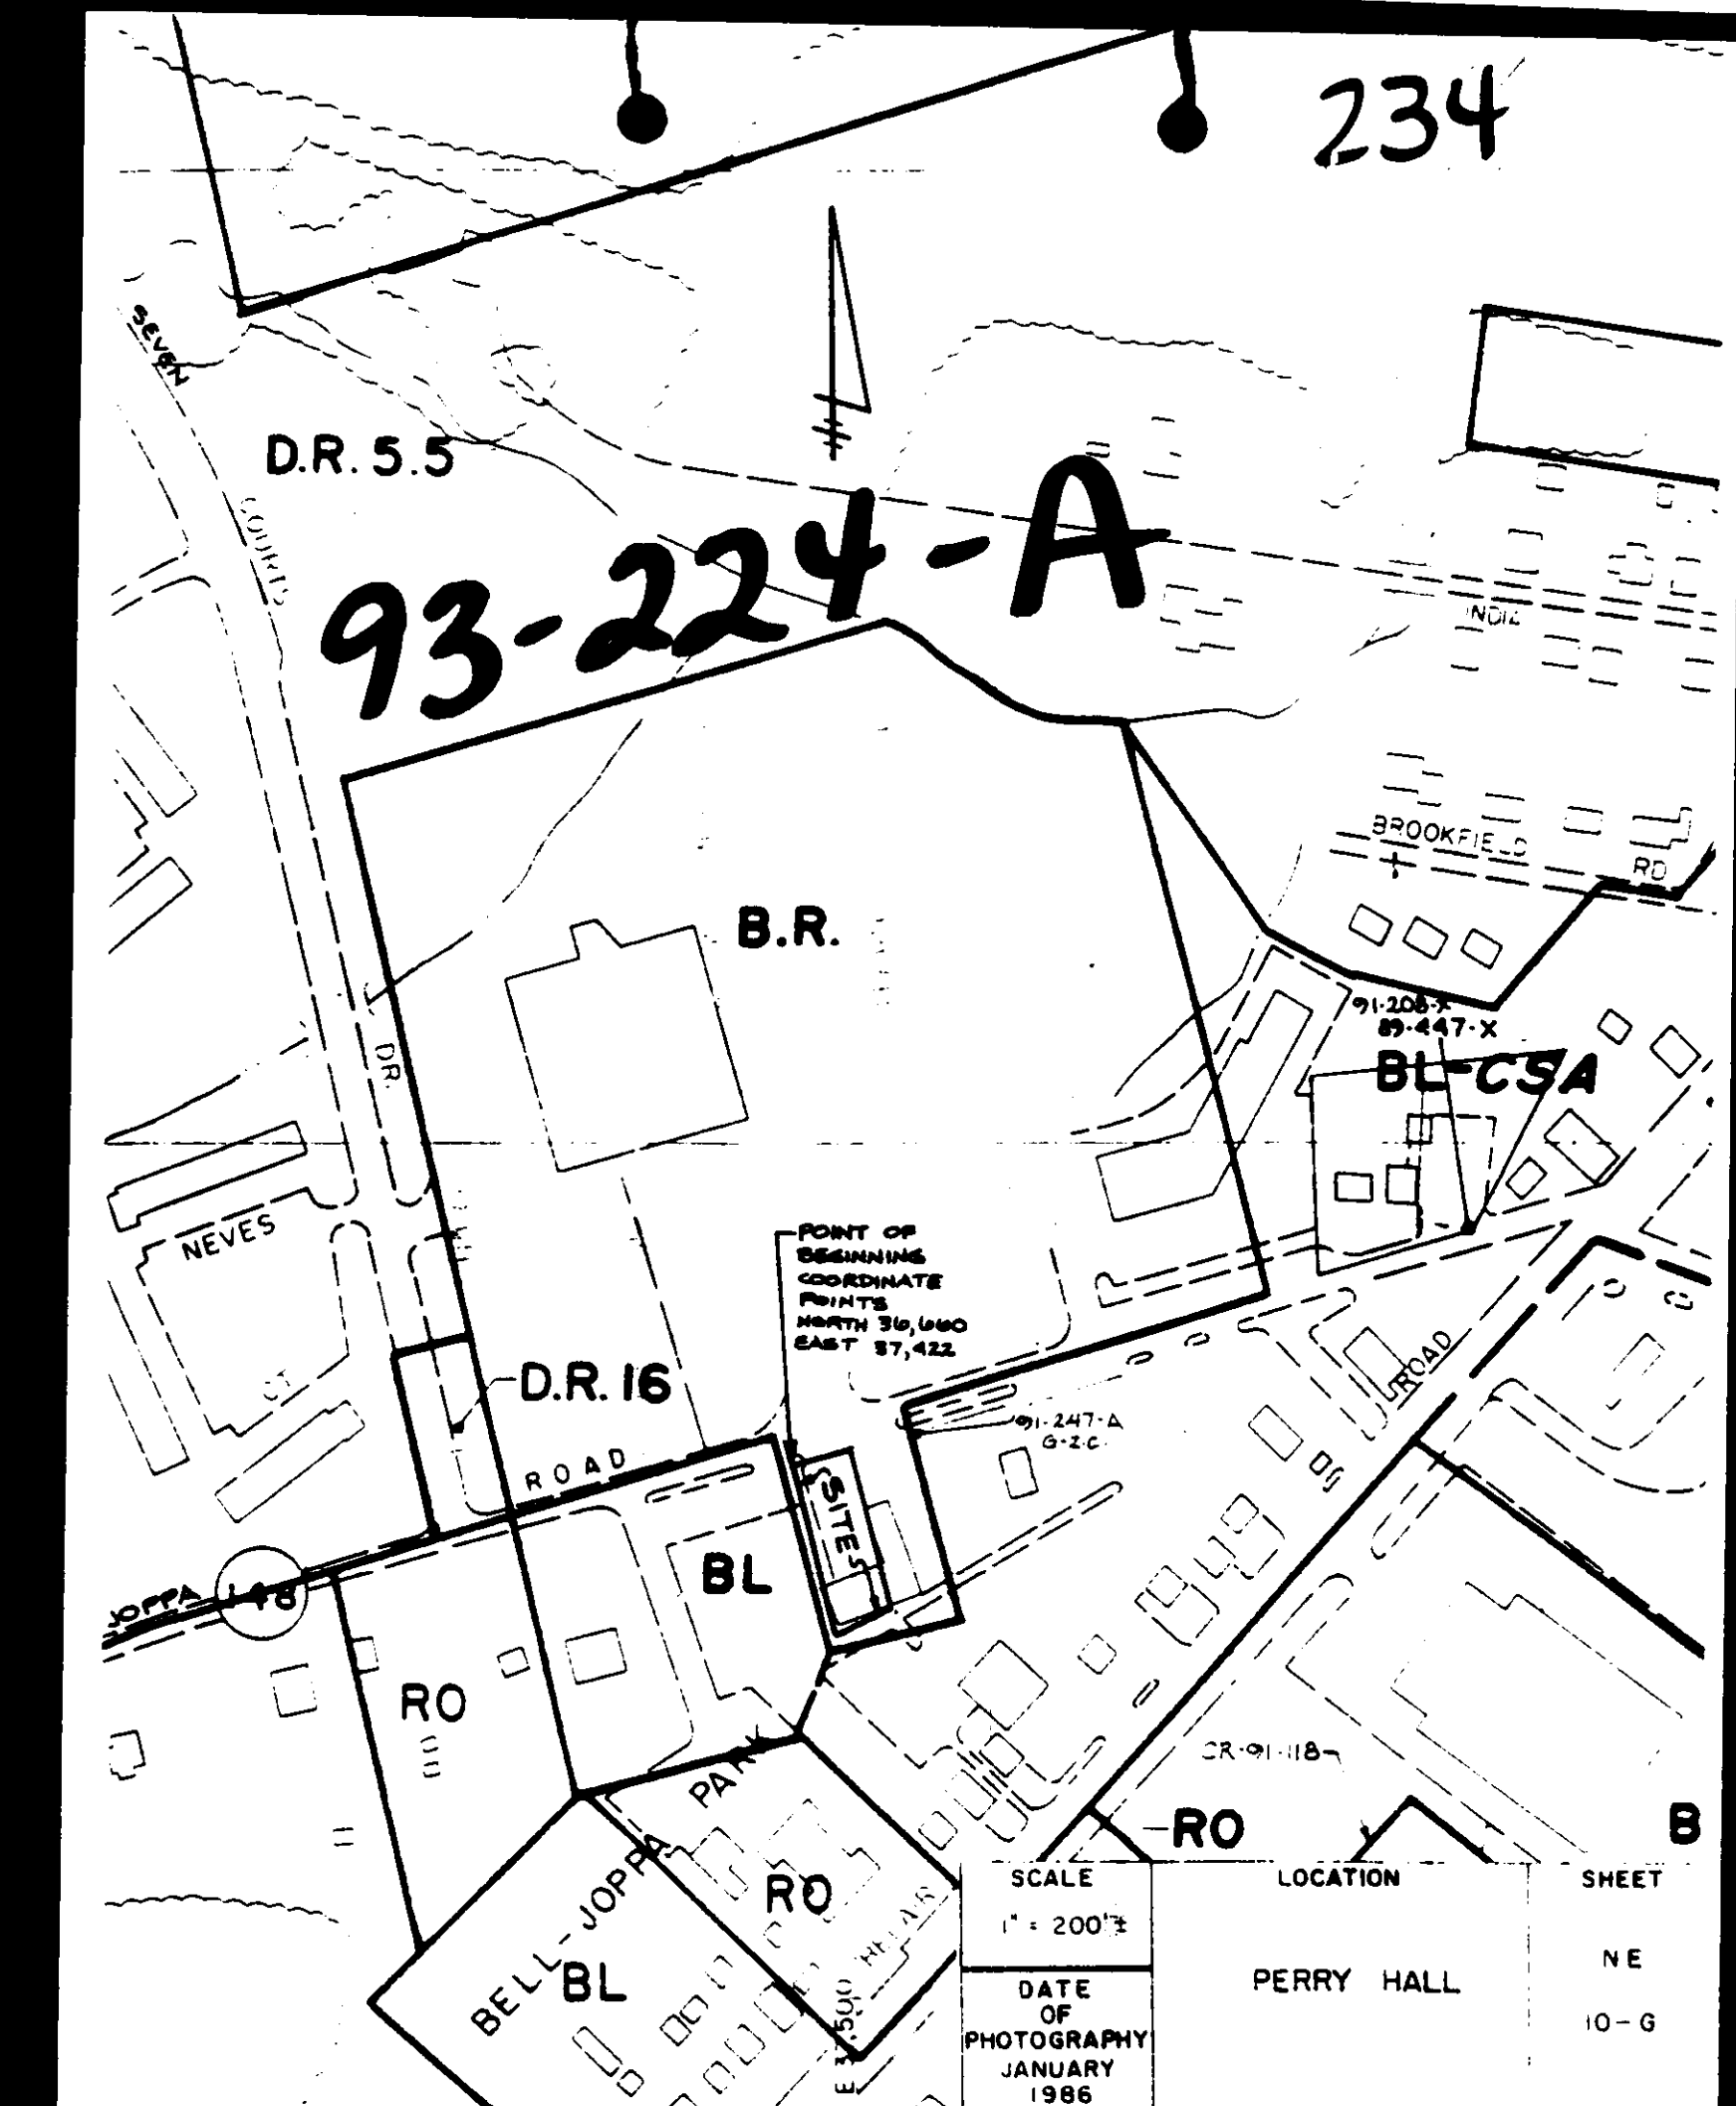 234
SEVEN
D.R. 5.5
COURTS
93-224-A
BROOKFIELD
RD
B.R.
91-208-X
89-447-X
BL-CSA
DR.
NEVES
POINT OF
BEGINNING
COORDINATE
POINTS
NORTH 36,660
EAST 37,422
ROAD
D.R. 16
CT
91-247-A
G-Z.C.
ROAD
SITE
BL
JOPPA
148
RO
CR-91-118
PARK
RO
B
BELL-JOPPA
RO
BL
SCALE
1" = 200'±
LOCATION
PERRY HALL
SHEET
NE
10-G
DATE
OF
PHOTOGRAPHY
JANUARY
1986